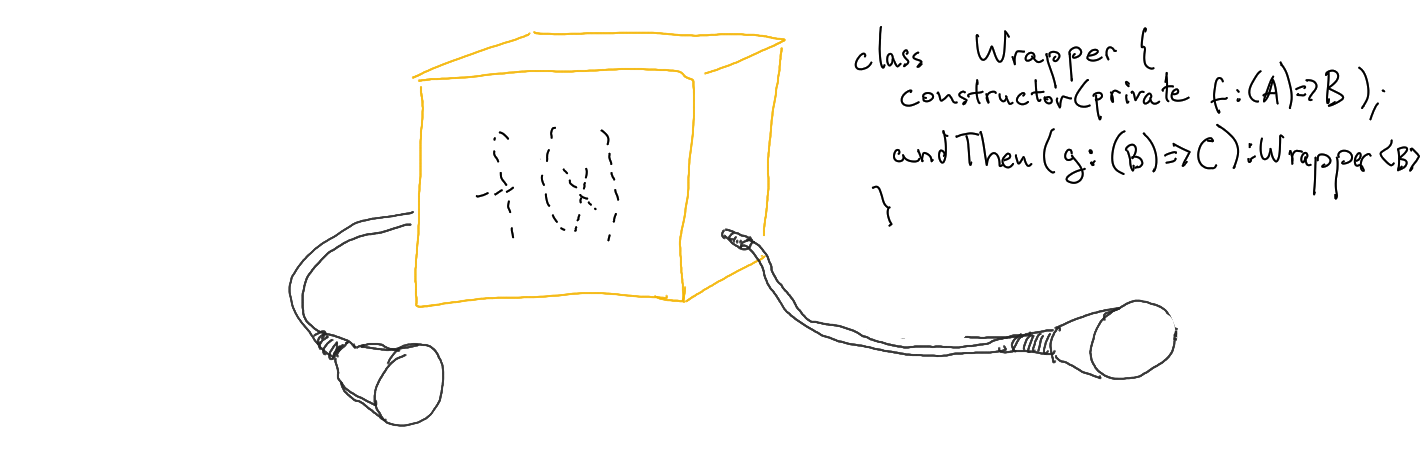 f(x)
class Wrapper {
constructor(private f:(A)=>B);
andThen(g:(B)=>C):Wrapper<B>
}